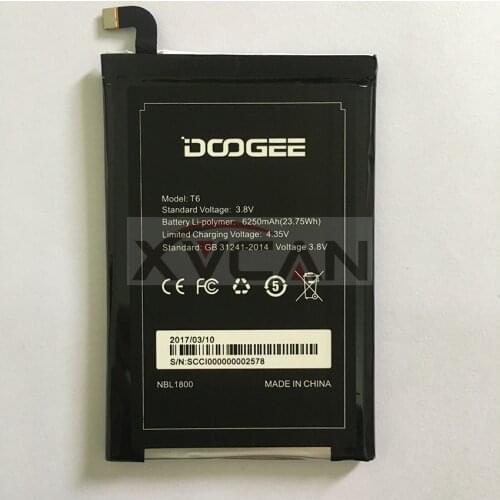 DOOGEE
Model: T6
Standard Voltage: 3.8V
Battery Li-polymer: 6250mAh(23.75Wh)
Limited Charging Voltage: 4.35V
Standard: GB 31241-2014 Voltage 3.8V
XVCAN
CE FC 5
2017/03/10
S/N:SCCI000000002578
NBL1800 MADE IN CHINA